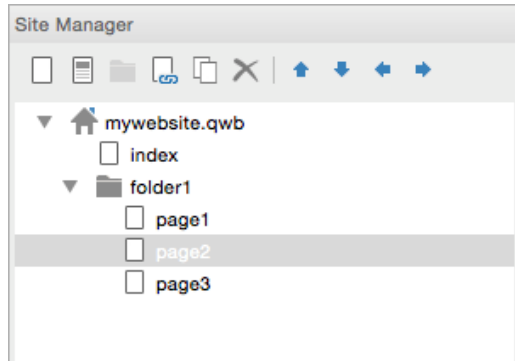 Site Manager
mywebsite.qwb
index
folder1
page1
page2
page3